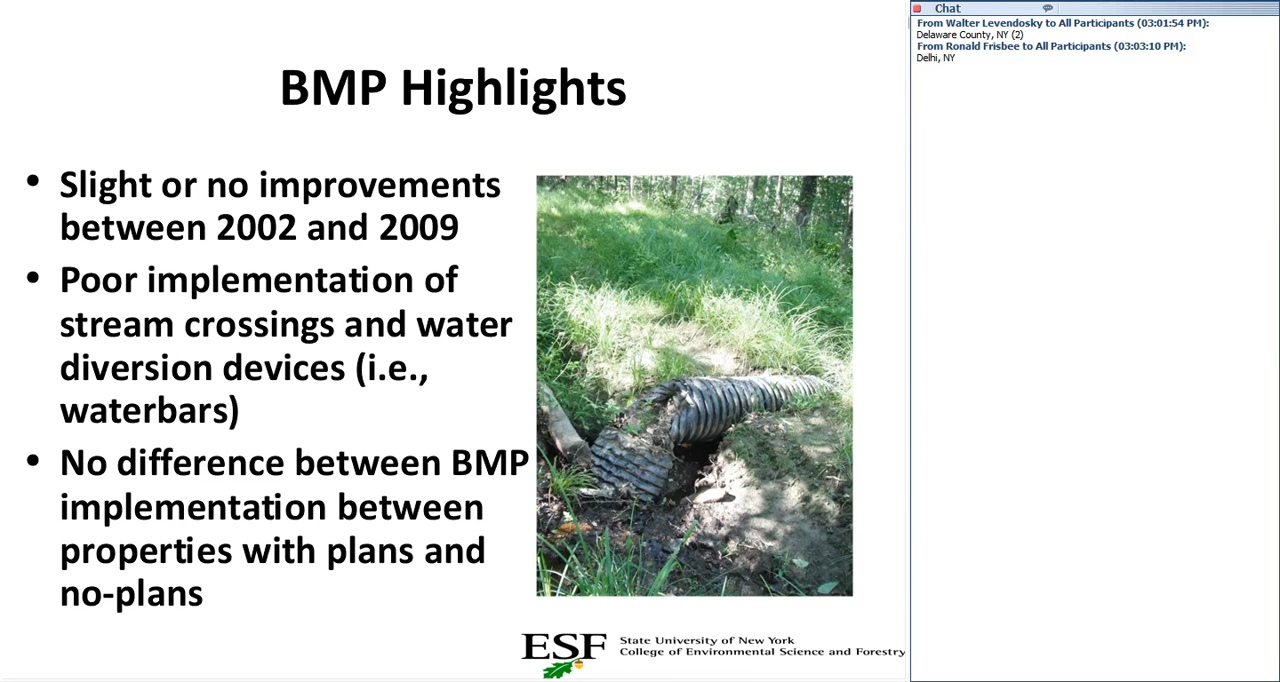 BMP Highlights
• Slight or no improvements
between 2002 and 2009
• Poor implementation of
stream crossings and water
diversion devices (i.e.,
waterbars)
• No difference between BMP
implementation between
properties with plans and
no-plans
ESF
State University of New York
College of Environmental Science and Forestry
Chat
From Walter Levendosky to All Participants (03:01:54 PM):
Delaware County, NY (2)
From Ronald Frisbee to All Participants (03:03:10 PM):
Delhi, NY